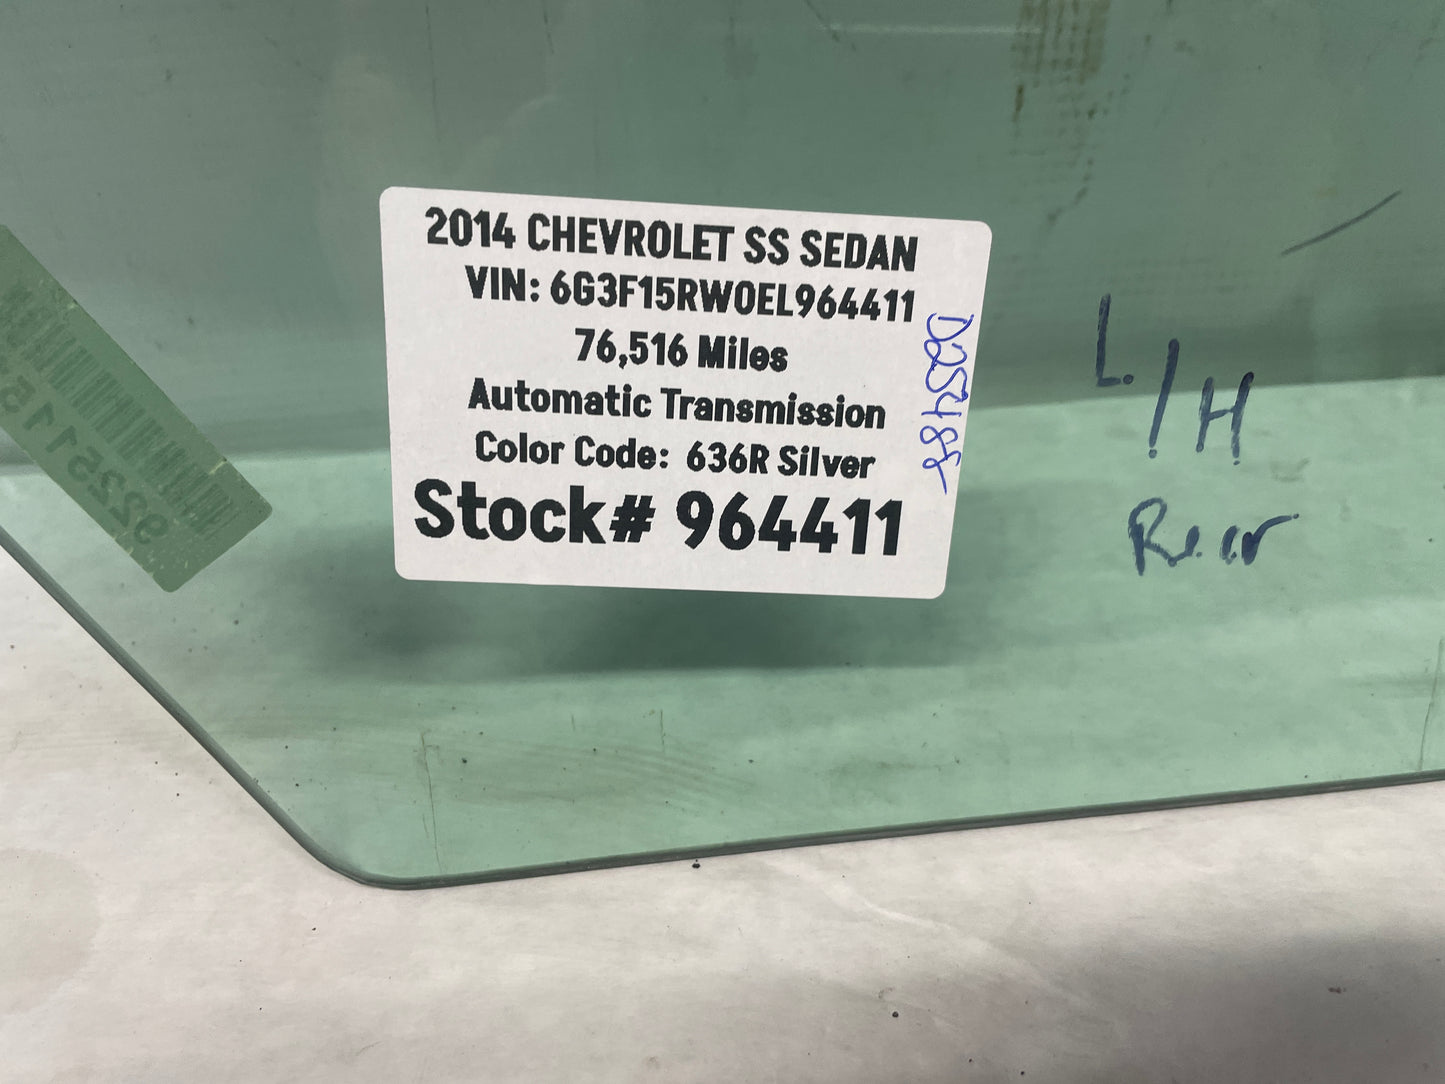 2014 CHEVROLET SS SEDAN
VIN: 6G3F15RW0EL964411
76,516 Miles
Automatic Transmission
Color Code: 636R Silver
Stock# 964411
L/H
Rear